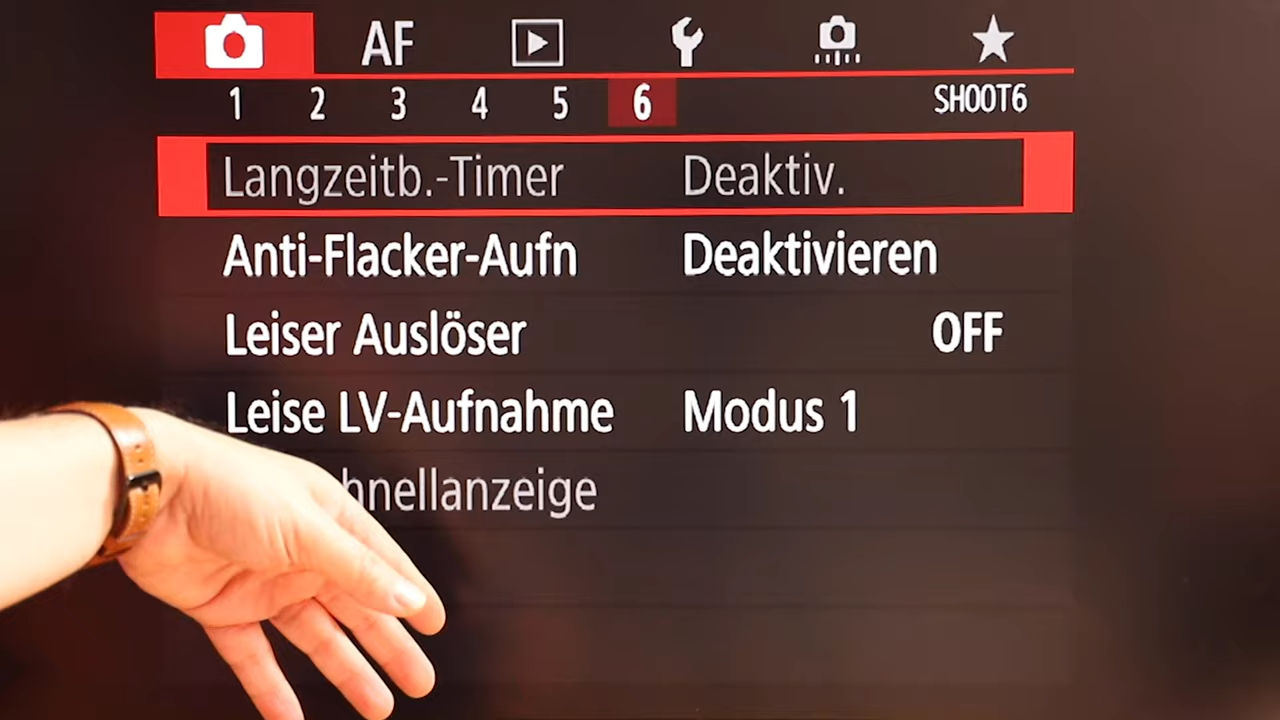 AF
1 2 3 4 5 6 SHOOT6
Langzeitb.-Timer Deaktiv.
Anti-Flacker-Aufn Deaktivieren
Leiser Auslöser OFF
Leise LV-Aufnahme Modus 1